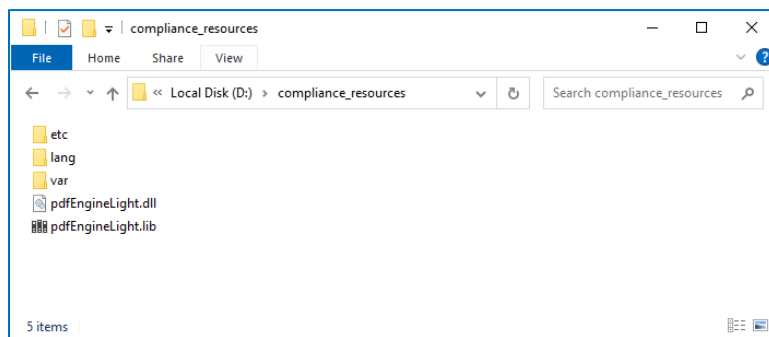 compliance_resources
File Home Share View
« Local Disk (D:) › compliance_resources Search compliance_resources
etc
lang
var
pdfEngineLight.dll
pdfEngineLight.lib
5 items